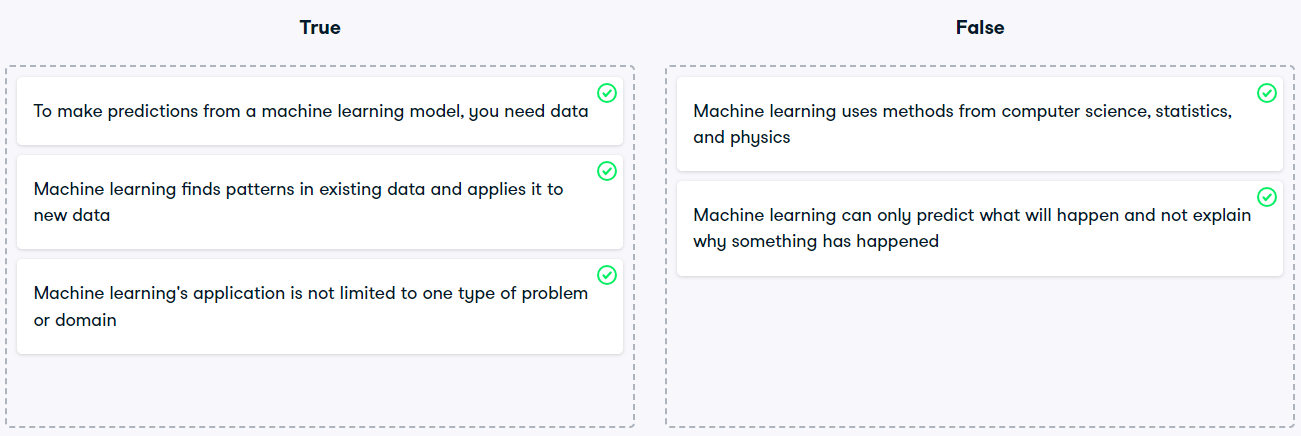 True
To make predictions from a machine learning model, you need data
Machine learning finds patterns in existing data and applies it to
new data
Machine learning's application is not limited to one type of problem
or domain
False
Machine learning uses methods from computer science, statistics,
and physics
Machine learning can only predict what will happen and not explain
why something has happened